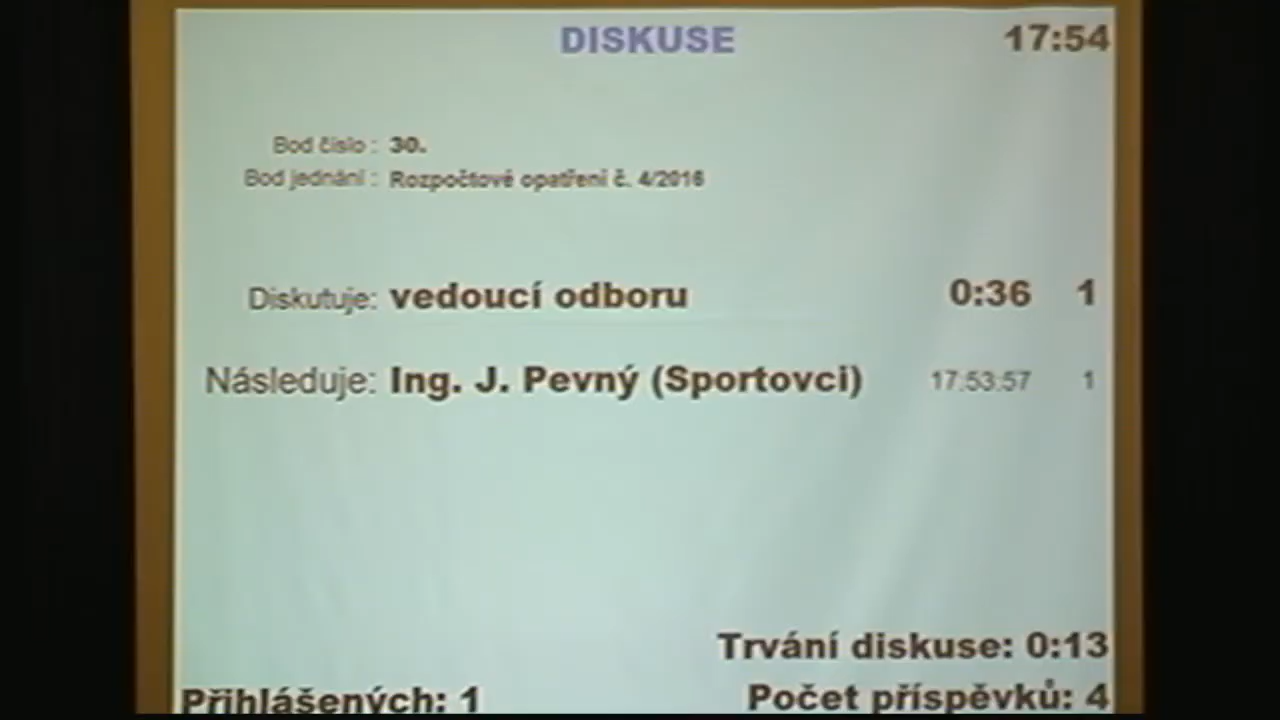 DISKUSE 17:54
Bod číslo : 30.
Bod jednání : Rozpočtové opatření č. 4/2016
Diskutuje: vedoucí odboru 0:36 1
Následuje: Ing. J. Pevný (Sportovci) 17:53:57 1
Trvání diskuse: 0:13
Přihlášených: 1 Počet příspěvků: 4